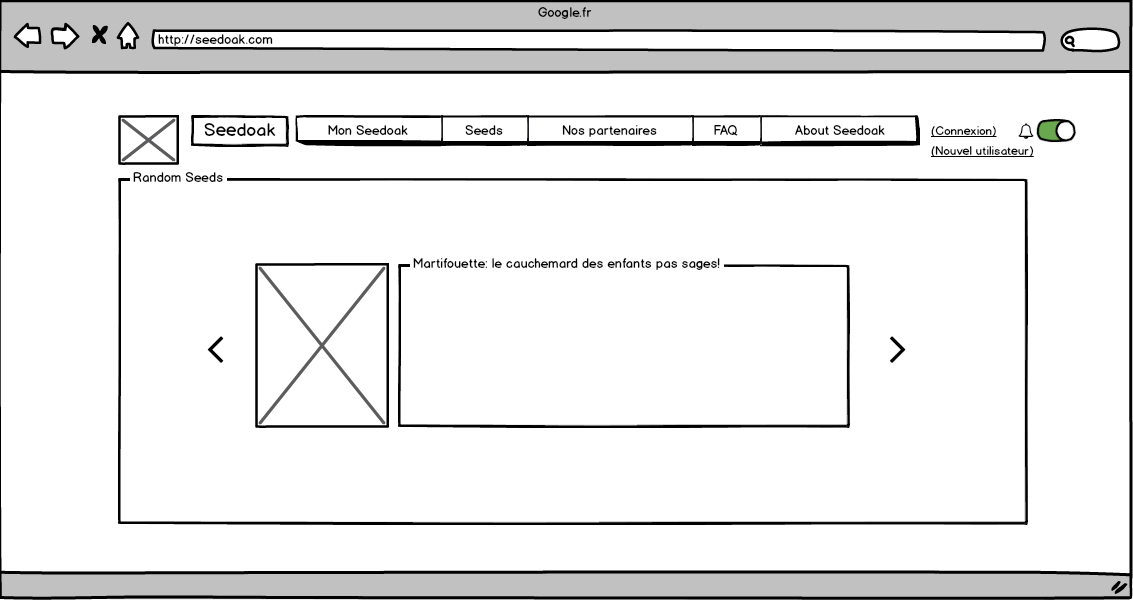 Google.fr
http://seedoak.com
Seedoak
Mon Seedoak
Seeds
Nos partenaires
FAQ
About Seedoak
(Connexion)
(Nouvel utilisateur)
Random Seeds
Martifouette: le cauchemard des enfants pas sages!